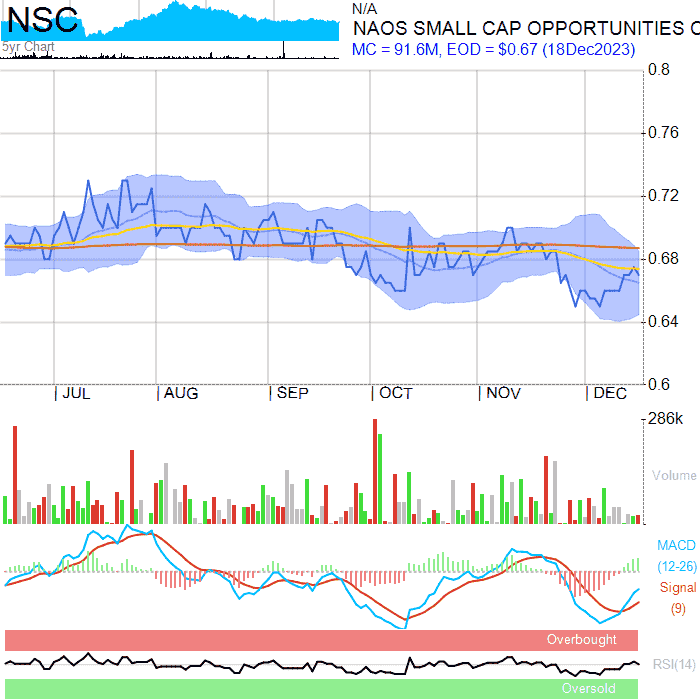 NSC
5yr Chart
N/A
NAOS SMALL CAP OPPORTUNITIES C
MC = 91.6M, EOD = $0.67 (18Dec2023)
0.8
0.76
0.72
0.68
0.64
0.6
JUL AUG SEP OCT NOV DEC
286k
Volume
MACD
(12-26)
Signal
(9)
Overbought
RSI(14)
Oversold